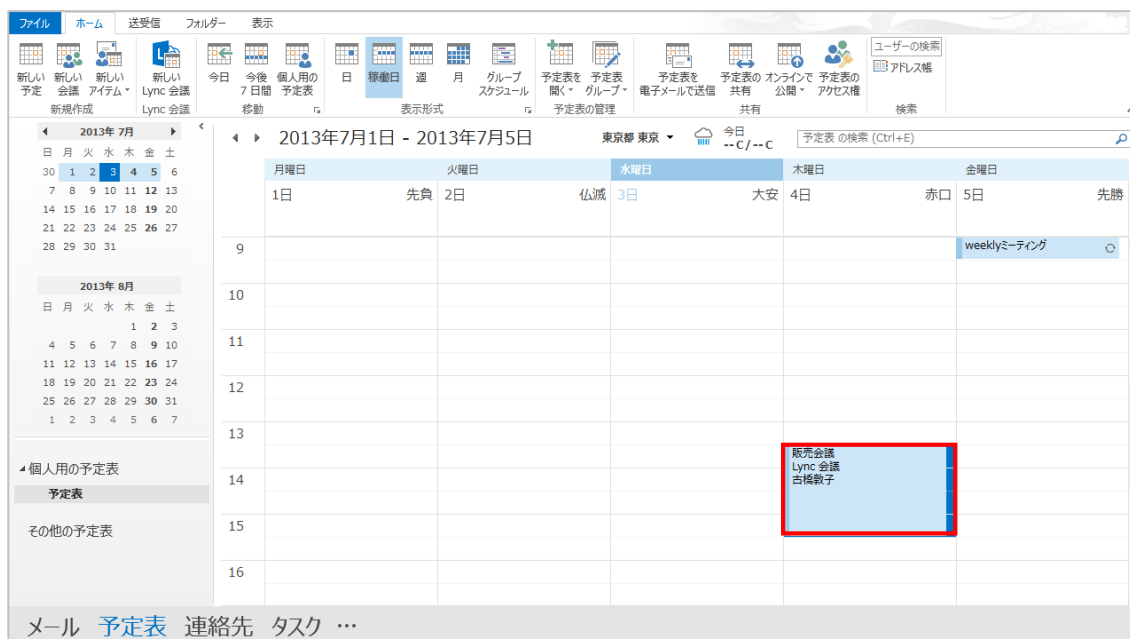 ファイル ホーム 送受信 フォルダー 表示
新しい 新しい 新しい 新しい 今日 今後 個人用の 日 稼働日 週 月 グループ 予定表を 予定表 予定表を 予定表の オンラインで 予定表の ユーザーの検索
予定 会議 アイテム Lync 会議 7 日間 予定表 スケジュール 開く グループ 電子メールで送信 共有 公開 アクセス権 アドレス帳
新規作成 Lync 会議 移動 表示形式 予定表の管理 共有 検索
2013年 7月
日 月 火 水 木 金 土
30 1 2 3 4 5 6
7 8 9 10 11 12 13
14 15 16 17 18 19 20
21 22 23 24 25 26 27
28 29 30 31
2013年 8月
日 月 火 水 木 金 土
1 2 3
4 5 6 7 8 9 10
11 12 13 14 15 16 17
18 19 20 21 22 23 24
25 26 27 28 29 30 31
1 2 3 4 5 6 7
個人用の予定表
予定表
その他の予定表
2013年7月1日 - 2013年7月5日 東京都 東京 今日 予定表 の検索 (Ctrl+E)
--C/--C
月曜日 火曜日 水曜日 木曜日 金曜日
1日 先負 2日 仏滅 3日 大安 4日 赤口 5日 先勝
9 weeklyミーティング
10
11
12
13
販売会議
Lync 会議
古橋敦子
14
15
16
メール 予定表 連絡先 タスク …